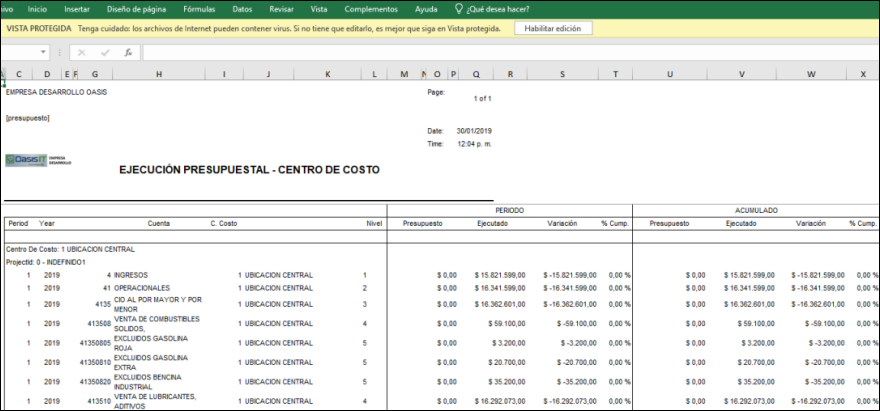 ivo Inicio Insertar Diseño de página Fórmulas Datos Revisar Vista Complementos Ayuda ¿Qué desea hacer?
VISTA PROTEGIDA Tenga cuidado: los archivos de Internet pueden contener virus. Si no tiene que editarlo, es mejor que siga en Vista protegida. Habilitar edición
fx
A C D E F G H I J K L M N O P Q R S T U V W X
EMPRESA DESARROLLO OASIS Page:
1 of 1
[presupuesto]
Date: 30/01/2019
Time: 12:04 p. m.
OasisIT EMPRESA
DESARROLLO
EJECUCIÓN PRESUPUESTAL - CENTRO DE COSTO
PERIODO ACUMULADO
Period Year Cuenta C. Costo Nivel Presupuesto Ejecutado Variación % Cump. Presupuesto Ejecutado Variación % Cump.
Centro De Costo: 1 UBICACION CENTRAL
ProjectId: 0 - INDEFINIDO1
1 2019 4 INGRESOS 1 UBICACION CENTRAL 1 $ 0,00 $ 15.821.599,00 $ -15.821.599,00 0,00 % $ 0,00 $ 15.821.599,00 $ -15.821.599,00 0,00 %
1 2019 41 OPERACIONALES 1 UBICACION CENTRAL 2 $ 0,00 $ 16.341.599,00 $ -16.341.599,00 0,00 % $ 0,00 $ 16.341.599,00 $ -16.341.599,00 0,00 %
1 2019 4135 CIO AL POR MAYOR Y POR
MENOR 1 UBICACION CENTRAL 3 $ 0,00 $ 16.362.601,00 $ -16.362.601,00 0,00 % $ 0,00 $ 16.362.601,00 $ -16.362.601,00 0,00 %
1 2019 413508 VENTA DE COMBUSTIBLES
SOLIDOS, 1 UBICACION CENTRAL 4 $ 0,00 $ 59.100,00 $ -59.100,00 0,00 % $ 0,00 $ 59.100,00 $ -59.100,00 0,00 %
1 2019 41350805 EXCLUIDOS GASOLINA
ROJA 1 UBICACION CENTRAL 5 $ 0,00 $ 3.200,00 $ -3.200,00 0,00 % $ 0,00 $ 3.200,00 $ -3.200,00 0,00 %
1 2019 41350810 EXCLUIDOS GASOLINA
EXTRA 1 UBICACION CENTRAL 5 $ 0,00 $ 20.700,00 $ -20.700,00 0,00 % $ 0,00 $ 20.700,00 $ -20.700,00 0,00 %
1 2019 41350820 EXCLUIDOS BENCINA
INDUSTRIAL 1 UBICACION CENTRAL 5 $ 0,00 $ 35.200,00 $ -35.200,00 0,00 % $ 0,00 $ 35.200,00 $ -35.200,00 0,00 %
1 2019 413510 VENTA DE LUBRICANTES,
ADITIVOS 1 UBICACION CENTRAL 4 $ 0,00 $ 16.292.073,00 $ -16.292.073,00 0,00 % $ 0,00 $ 16.292.073,00 $ -16.292.073,00 0,00 %